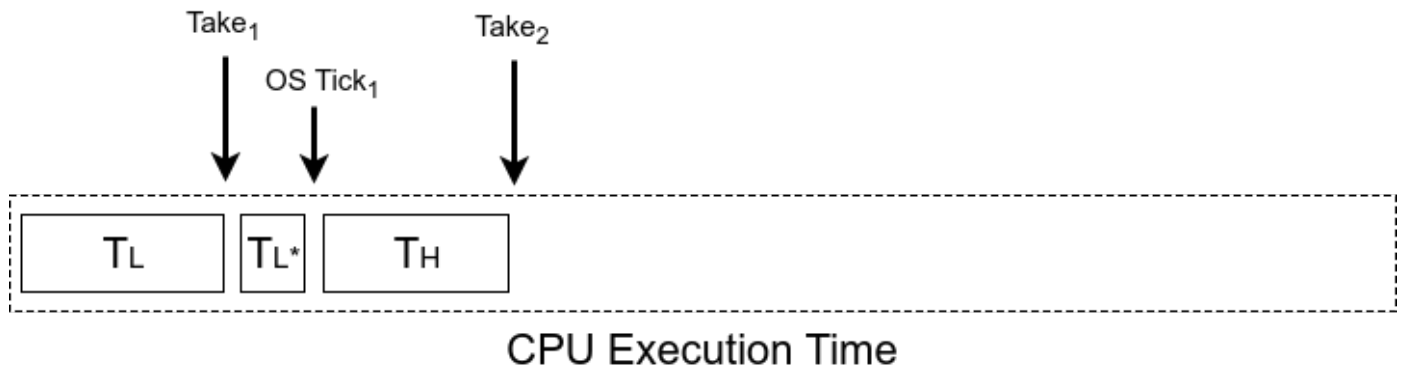 Take₁
OS Tick₁
Take₂
TL
TL*
TH
CPU Execution Time